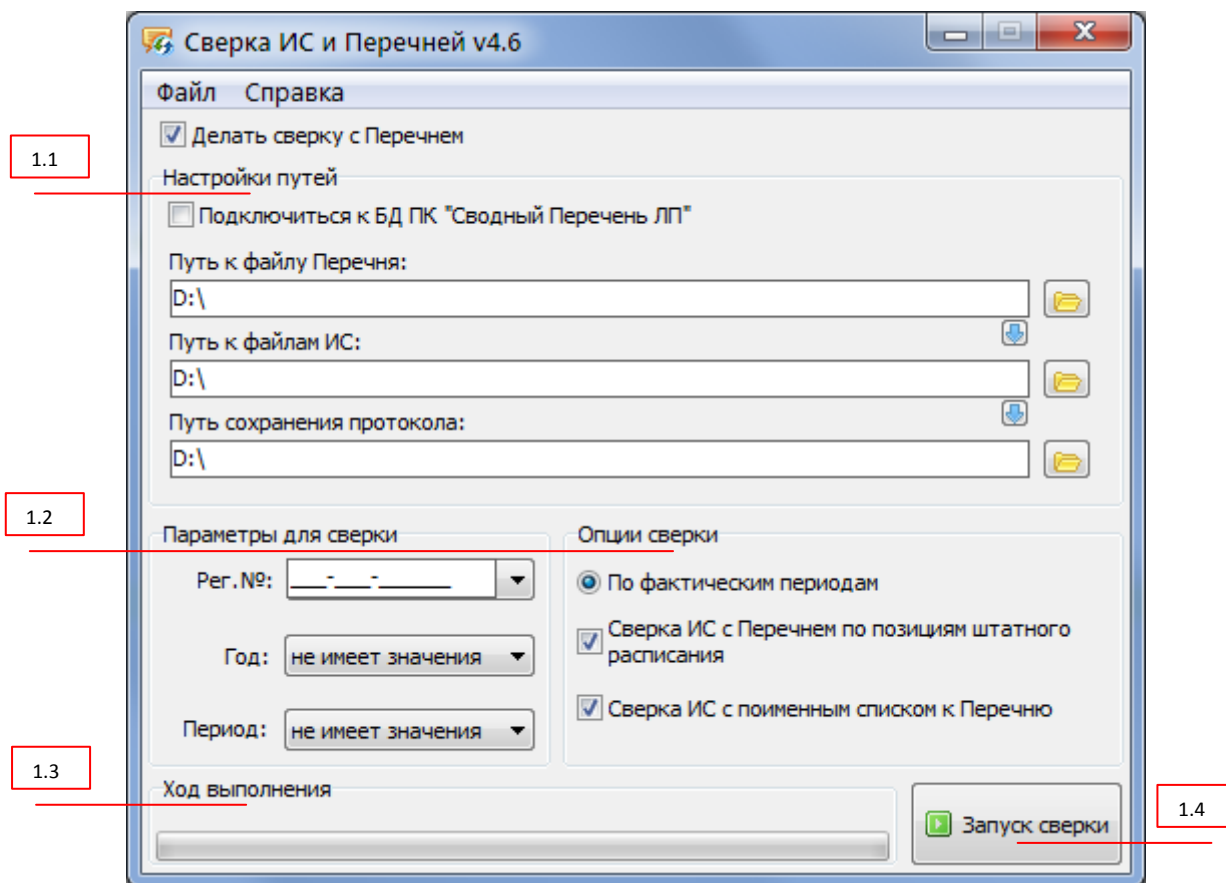 Сверка ИС и Перечней v4.6
Файл Справка
Делать сверку с Перечнем
1.1
Настройки путей
Подключиться к БД ПК "Сводный Перечень ЛП"
Путь к файлу Перечня:
D:\
Путь к файлам ИС:
D:\
Путь сохранения протокола:
D:\
1.2
Параметры для сверки
Рег.№: ___-___-______
Год: не имеет значения
Период: не имеет значения
Опции сверки
По фактическим периодам
Сверка ИС с Перечнем по позициям штатного
расписания
Сверка ИС с поименным списком к Перечню
1.3
Ход выполнения
Запуск сверки
1.4